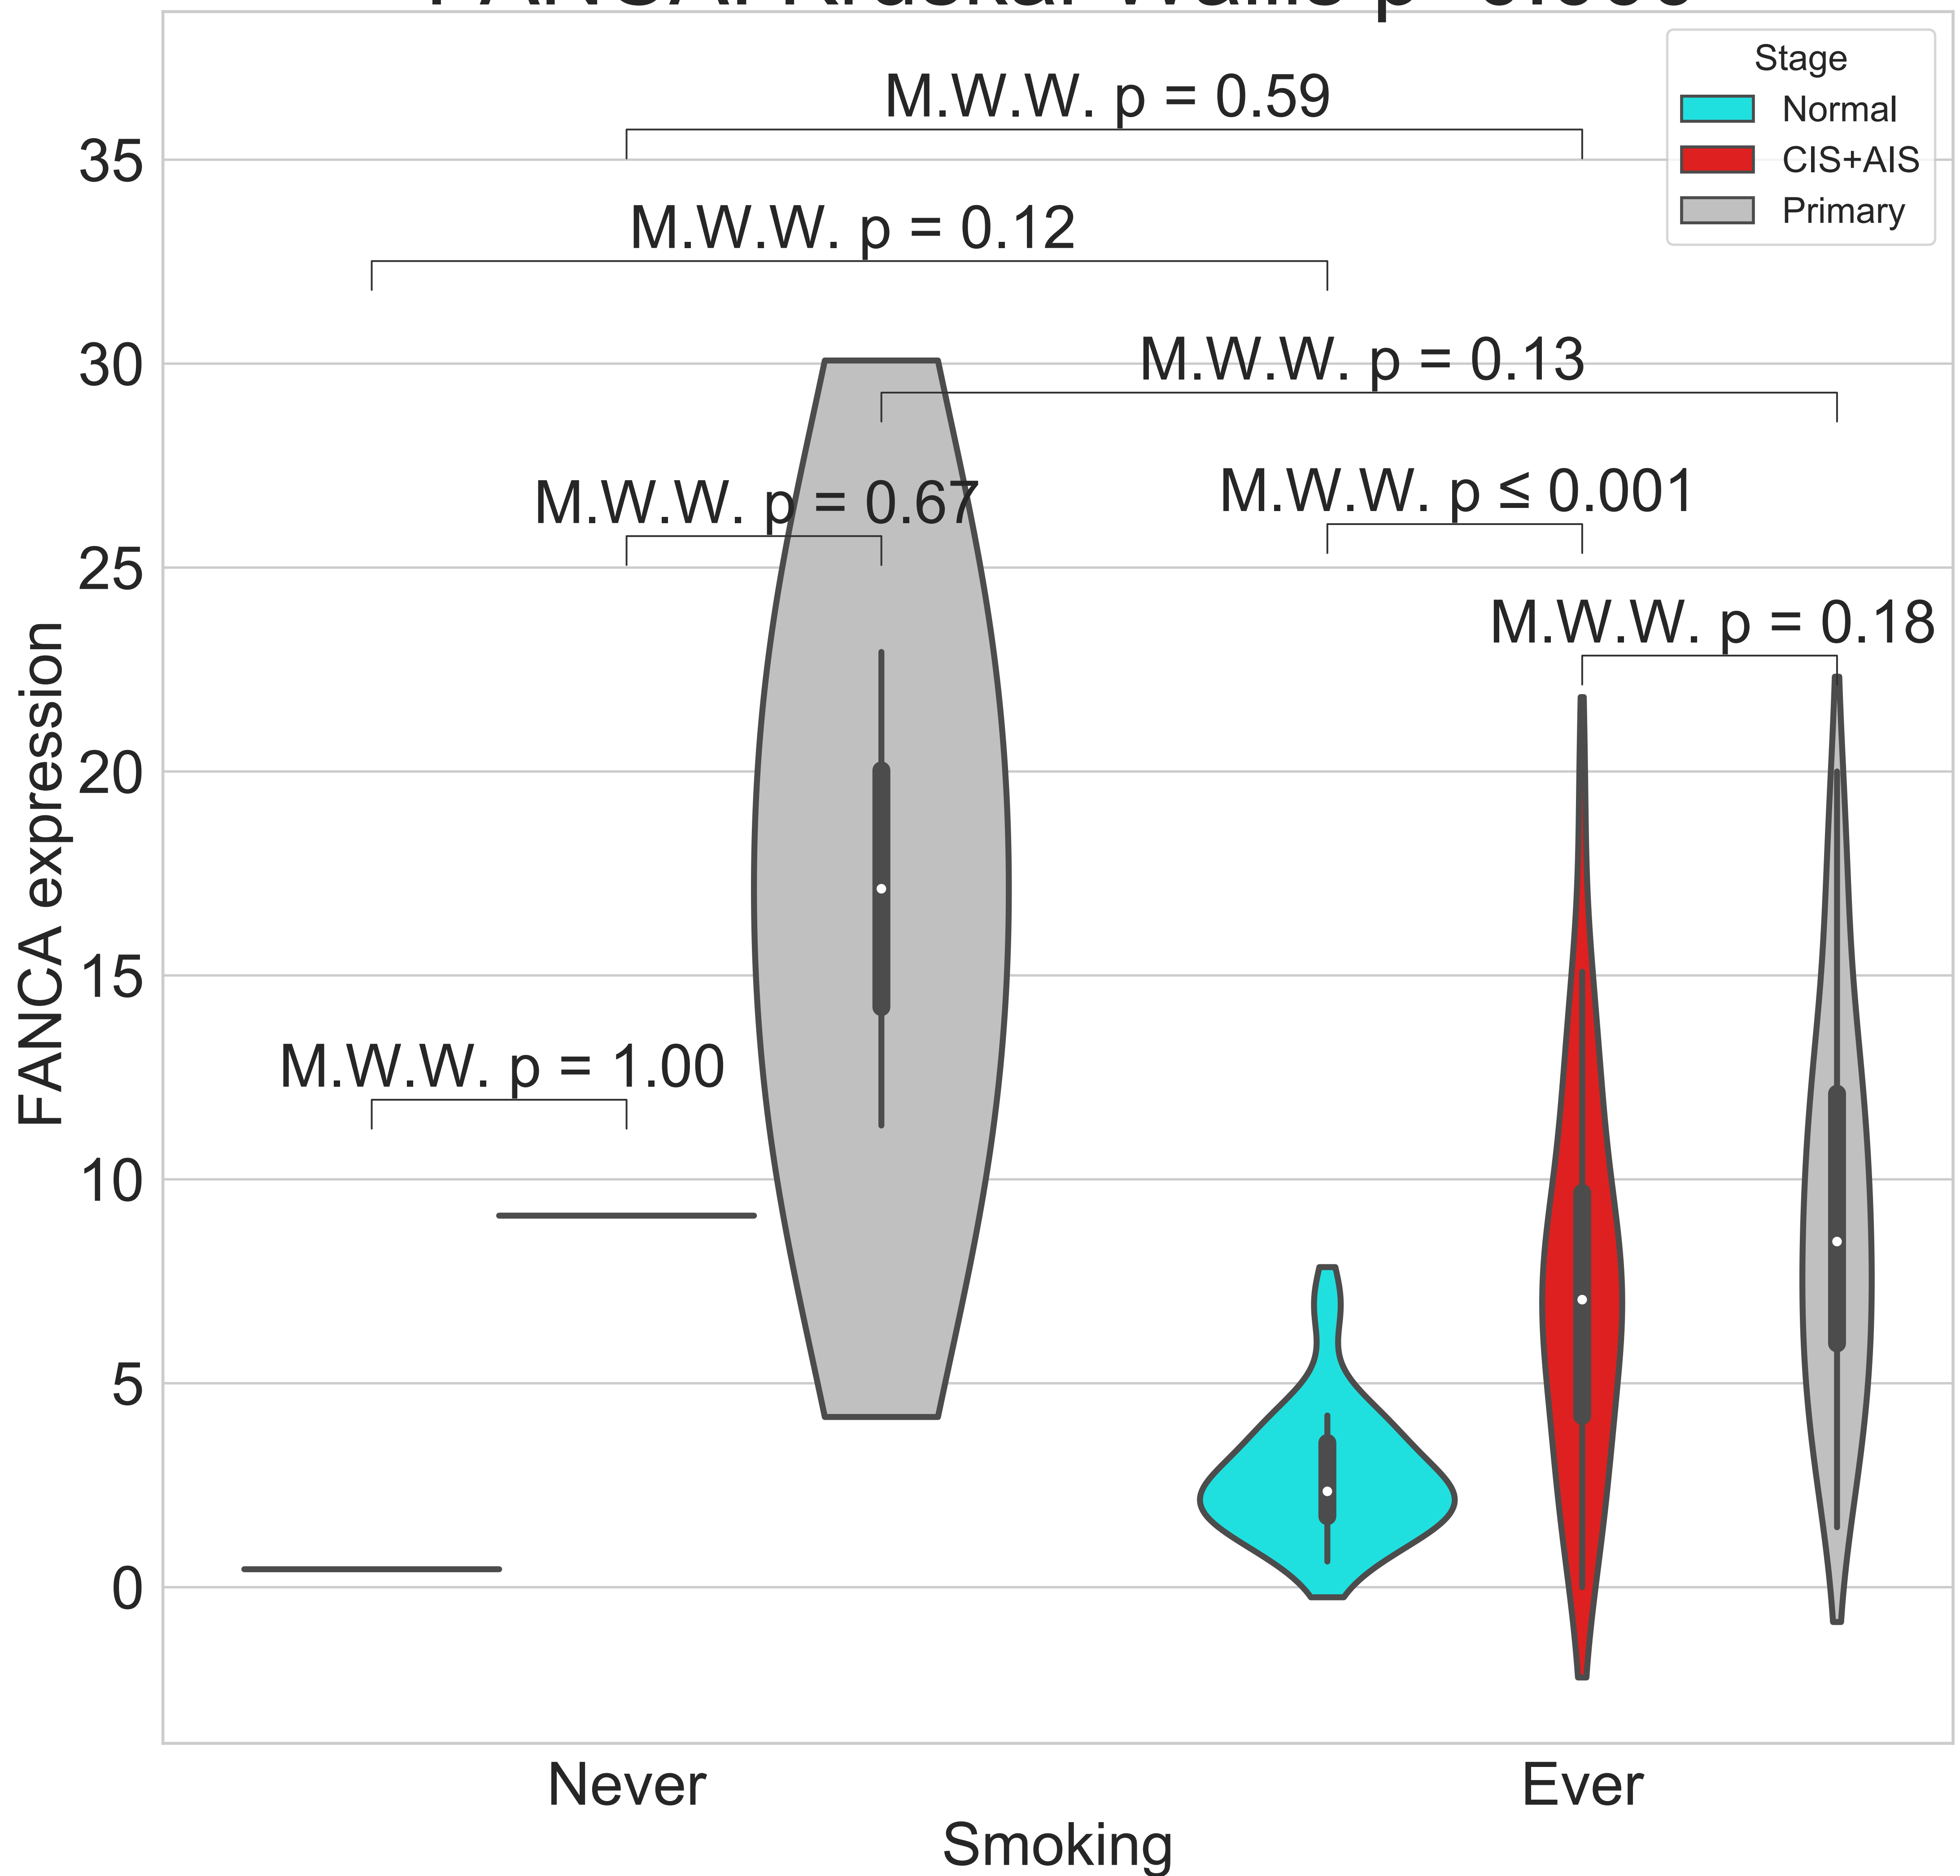 Stage
Normal
CIS+AIS
Primary
M.W.W. p = 0.59
M.W.W. p = 0.12
M.W.W. p = 0.13
M.W.W. p = 0.67
M.W.W. p ≤ 0.001
M.W.W. p = 0.18
M.W.W. p = 1.00
35
30
25
20
15
10
5
0
FANCA expression
Never
Ever
Smoking